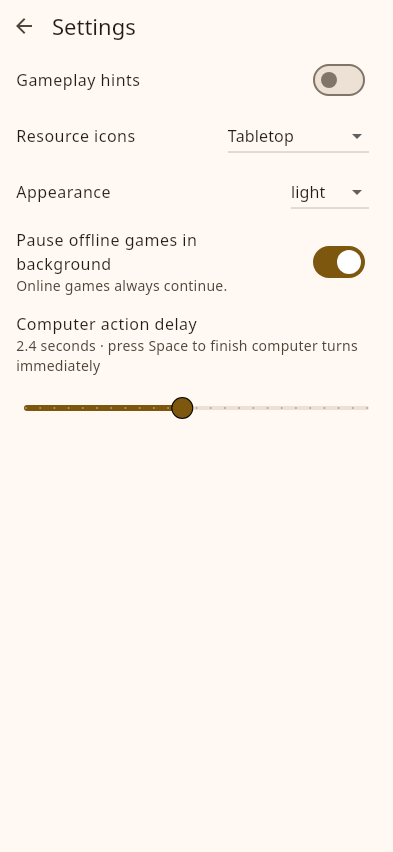 Settings
Gameplay hints
Resource icons
Tabletop
Appearance
light
Pause offline games in
background
Online games always continue.
Computer action delay
2.4 seconds · press Space to finish computer turns
immediately